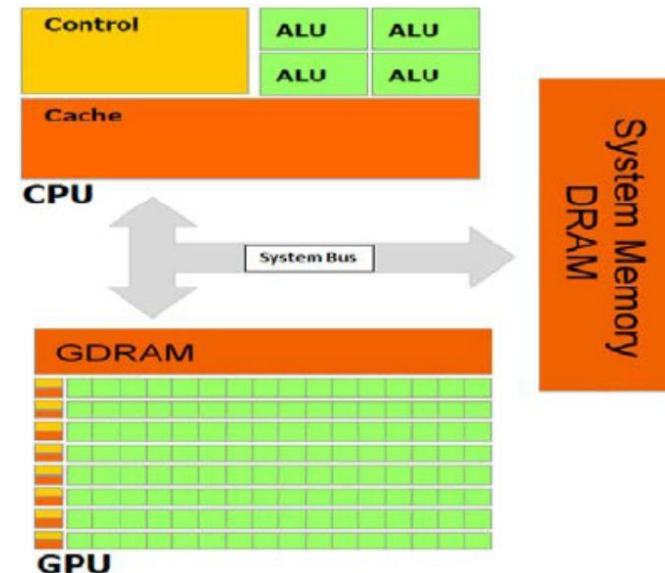 Control
ALU ALU
ALU ALU
Cache
CPU
System Bus
System Memory
DRAM
GDRAM
GPU